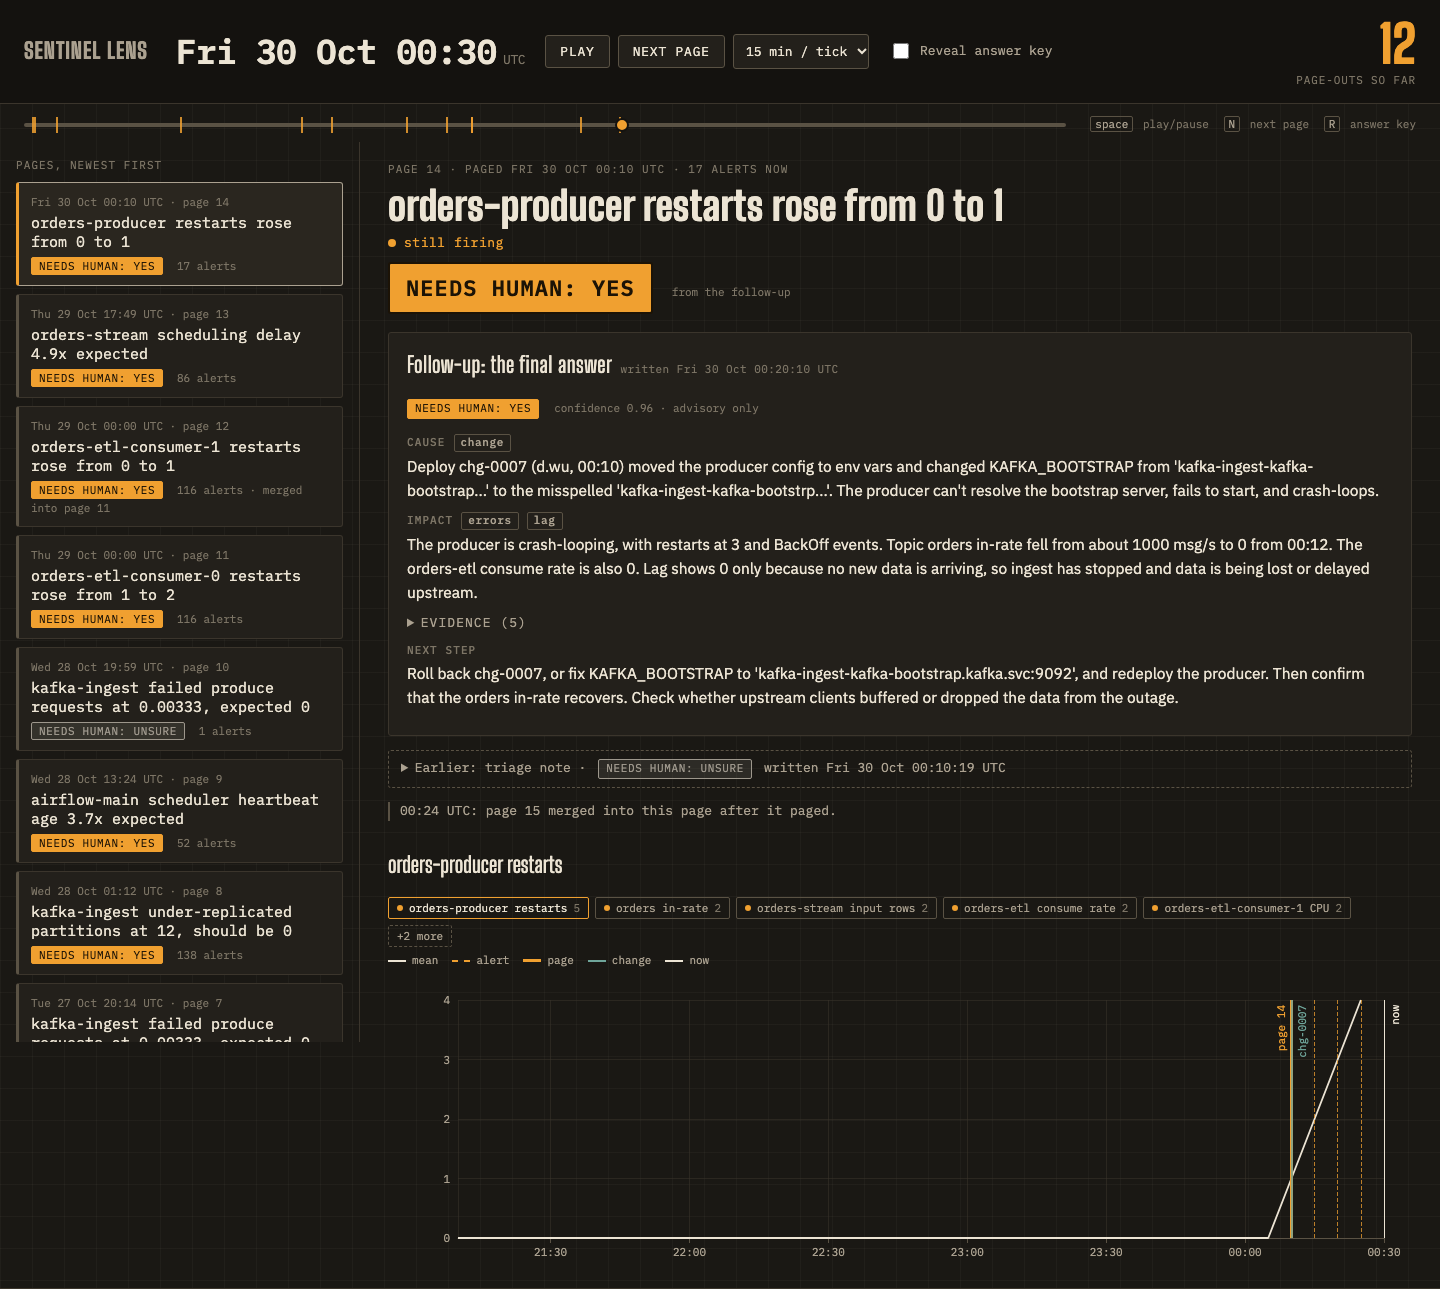 SENTINEL LENS
Fri 30 Oct 00:30 UTC
PLAY
NEXT PAGE
15 min / tick
Reveal answer key
12
PAGE-OUTS SO FAR
space play/pause N next page R answer key
PAGES, NEWEST FIRST
Fri 30 Oct 00:10 UTC · page 14
orders-producer restarts rose
from 0 to 1
NEEDS HUMAN: YES 17 alerts
Thu 29 Oct 17:49 UTC · page 13
orders-stream scheduling delay
4.9x expected
NEEDS HUMAN: YES 86 alerts
Thu 29 Oct 00:00 UTC · page 12
orders-etl-consumer-1 restarts
rose from 0 to 1
NEEDS HUMAN: YES 116 alerts · merged
into page 11
Thu 29 Oct 00:00 UTC · page 11
orders-etl-consumer-0 restarts
rose from 1 to 2
NEEDS HUMAN: YES 116 alerts
Wed 28 Oct 19:59 UTC · page 10
kafka-ingest failed produce
requests at 0.00333, expected 0
NEEDS HUMAN: UNSURE 1 alerts
Wed 28 Oct 13:24 UTC · page 9
airflow-main scheduler heartbeat
age 3.7x expected
NEEDS HUMAN: YES 52 alerts
Wed 28 Oct 01:12 UTC · page 8
kafka-ingest under-replicated
partitions at 12, should be 0
NEEDS HUMAN: YES 138 alerts
Tue 27 Oct 20:14 UTC · page 7
kafka-ingest failed produce
requests at 0.00333, expected 0
PAGE 14 · PAGED FRI 30 OCT 00:10 UTC · 17 ALERTS NOW
orders-producer restarts rose from 0 to 1
still firing
NEEDS HUMAN: YES from the follow-up
Follow-up: the final answer written Fri 30 Oct 00:20:10 UTC
NEEDS HUMAN: YES confidence 0.96 · advisory only
CAUSE change
Deploy chg-0007 (d.wu, 00:10) moved the producer config to env vars and changed KAFKA_BOOTSTRAP from 'kafka-ingest-kafka-
bootstrap...' to the misspelled 'kafka-ingest-kafka-bootstrp...'. The producer can't resolve the bootstrap server, fails to start, and crash-loops.
IMPACT errors lag
The producer is crash-looping, with restarts at 3 and BackOff events. Topic orders in-rate fell from about 1000 msg/s to 0 from 00:12. The
orders-etl consume rate is also 0. Lag shows 0 only because no new data is arriving, so ingest has stopped and data is being lost or delayed
upstream.
EVIDENCE (5)
NEXT STEP
Roll back chg-0007, or fix KAFKA_BOOTSTRAP to 'kafka-ingest-kafka-bootstrap.kafka.svc:9092', and redeploy the producer. Then confirm
that the orders in-rate recovers. Check whether upstream clients buffered or dropped the data from the outage.
Earlier: triage note · NEEDS HUMAN: UNSURE written Fri 30 Oct 00:10:19 UTC
00:24 UTC: page 15 merged into this page after it paged.
orders-producer restarts
orders-producer restarts 5 orders in-rate 2 orders-stream input rows 2 orders-etl consume rate 2 orders-etl-consumer-1 CPU 2
+2 more
mean alert page change now
4
3
2
1
0
page 14
chg-0007
now
21:30 22:00 22:30 23:00 23:30 00:00 00:30